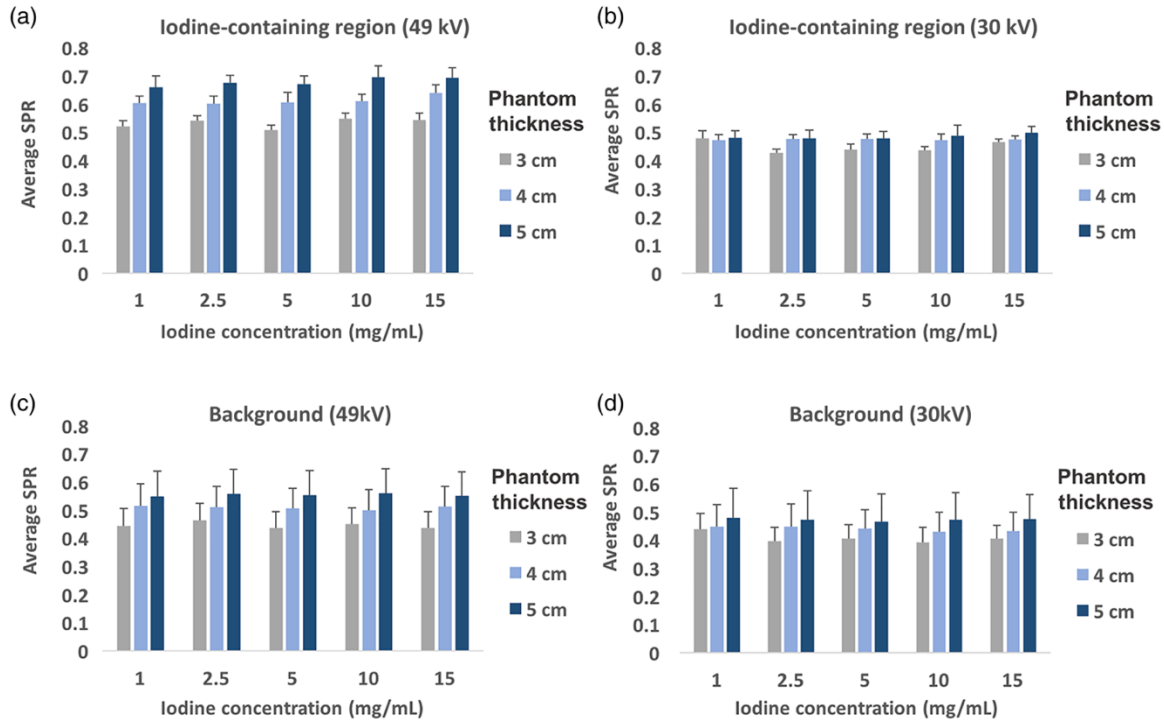 (a)
Iodine-containing region (49 kV)
0.8
0.7
0.6
0.5
0.4
0.3
0.2
0.1
0
Average SPR
1 2.5 5 10 15
Iodine concentration (mg/mL)
Phantom
thickness
3 cm
4 cm
5 cm
(b)
Iodine-containing region (30 kV)
0.8
0.7
0.6
0.5
0.4
0.3
0.2
0.1
0
Average SPR
1 2.5 5 10 15
Iodine concentration (mg/mL)
Phantom
thickness
3 cm
4 cm
5 cm
(c)
Background (49kV)
0.8
0.7
0.6
0.5
0.4
0.3
0.2
0.1
0
Average SPR
1 2.5 5 10 15
Iodine concentration (mg/mL)
Phantom
thickness
3 cm
4 cm
5 cm
(d)
Background (30kV)
0.8
0.7
0.6
0.5
0.4
0.3
0.2
0.1
0
Average SPR
1 2.5 5 10 15
Iodine concentration (mg/mL)
Phantom
thickness
3 cm
4 cm
5 cm